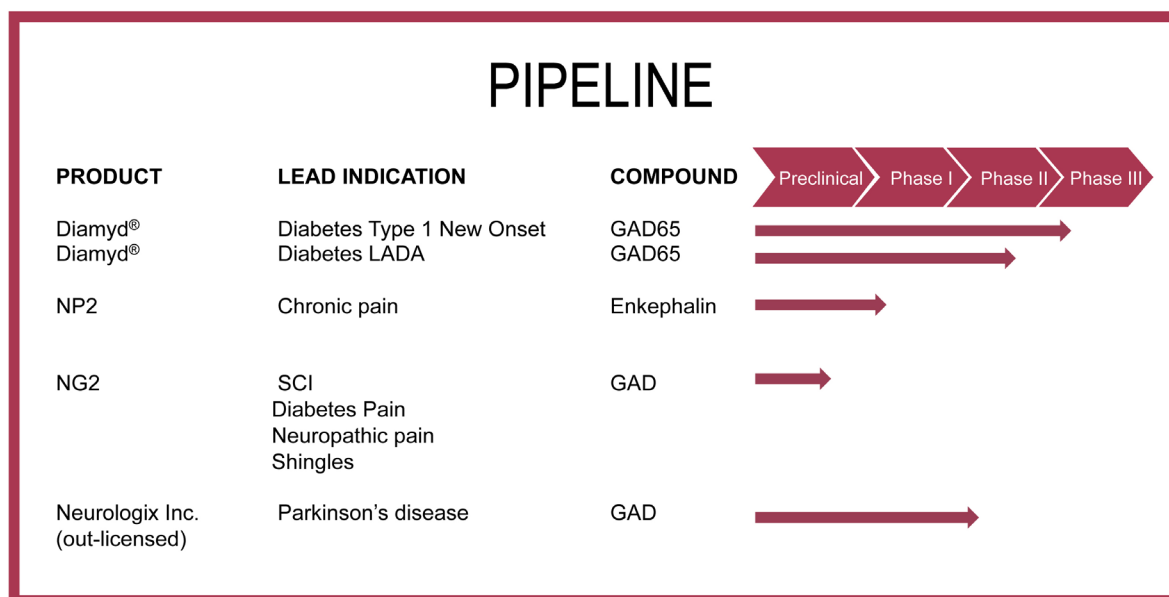 PIPELINE
PRODUCT LEAD INDICATION COMPOUND Preclinical Phase I Phase II Phase III
Diamyd® Diabetes Type 1 New Onset GAD65
Diamyd® Diabetes LADA GAD65
NP2 Chronic pain Enkephalin
NG2 SCI GAD
Diabetes Pain
Neuropathic pain
Shingles
Neurologix Inc. Parkinson’s disease GAD
(out-licensed)